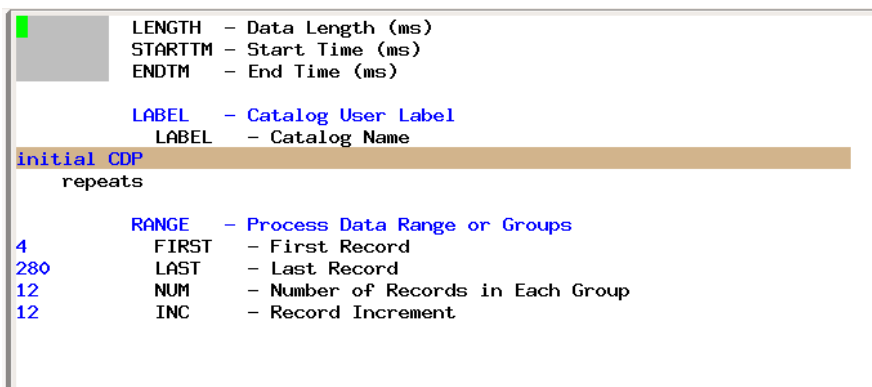 LENGTH - Data Length (ms)
STARTTM - Start Time (ms)
ENDTM - End Time (ms)
LABEL - Catalog User Label
LABEL - Catalog Name
initial CDP
repeats
RANGE - Process Data Range or Groups
4 FIRST - First Record
280 LAST - Last Record
12 NUM - Number of Records in Each Group
12 INC - Record Increment